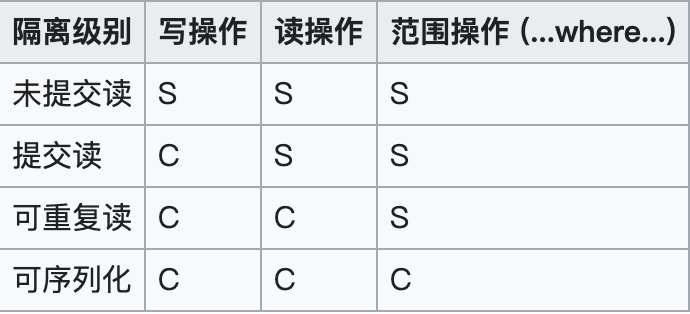 隔离级别 写操作 读操作 范围操作 (...where...)
未提交读 S S S
提交读 C S S
可重复读 C C S
可序列化 C C C